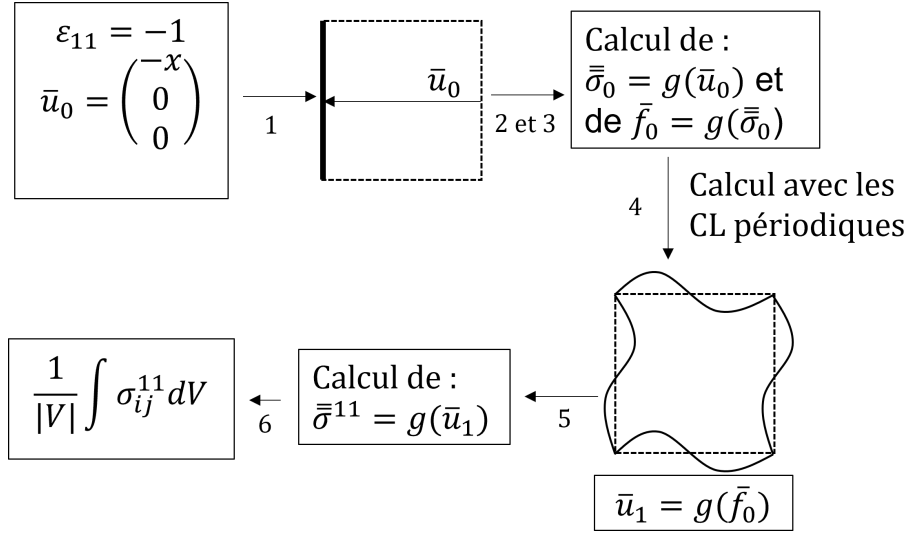 ε₁₁ = −1
ū₀ = (−x 0 0)
1
ū₀
2 et 3
Calcul de :
σ̿₀ = g(ū₀) et
de f̄₀ = g(σ̿₀)
4
Calcul avec les
CL périodiques
ū₁ = g(f̄₀)
5
Calcul de :
σ̿¹¹ = g(ū₁)
6
1/|V| ∫ σᵢⱼ¹¹ dV